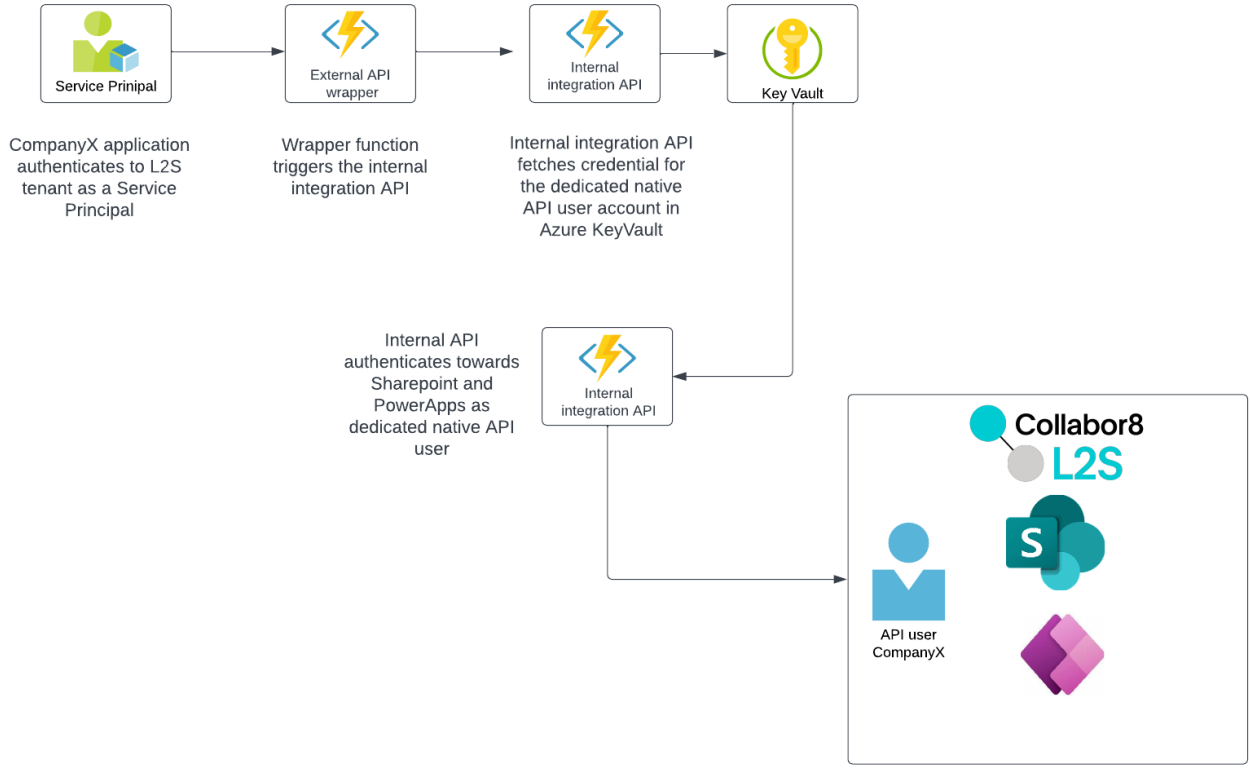 Service Prinipal
External API
wrapper
Internal
integration API
Key Vault
CompanyX application
authenticates to L2S
tenant as a Service
Principal
Wrapper function
triggers the internal
integration API
Internal integration API
fetches credential for
the dedicated native
API user account in
Azure KeyVault
Internal API
authenticates towards
Sharepoint and
PowerApps as
dedicated native API
user
Internal
integration API
Collabor8
L2S
S
API user
CompanyX